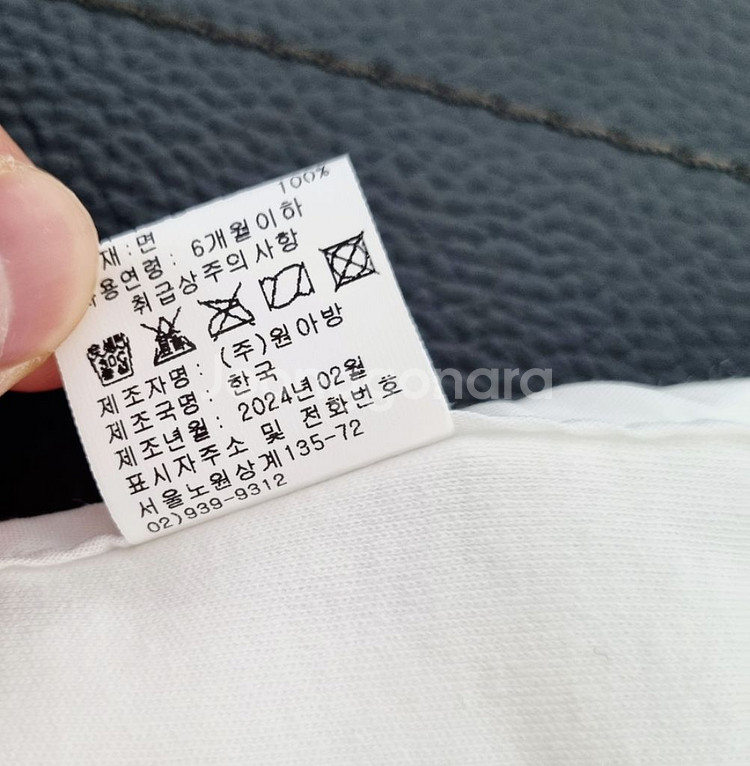 100%
재:면
용연령: 6개월이하
취급상주의사항
제조자명: (주)원아방
제조국명: 한국
제조년월: 2024년02월
표시자주소 및 전화번호
서울노원상계135-72
02)939-9312